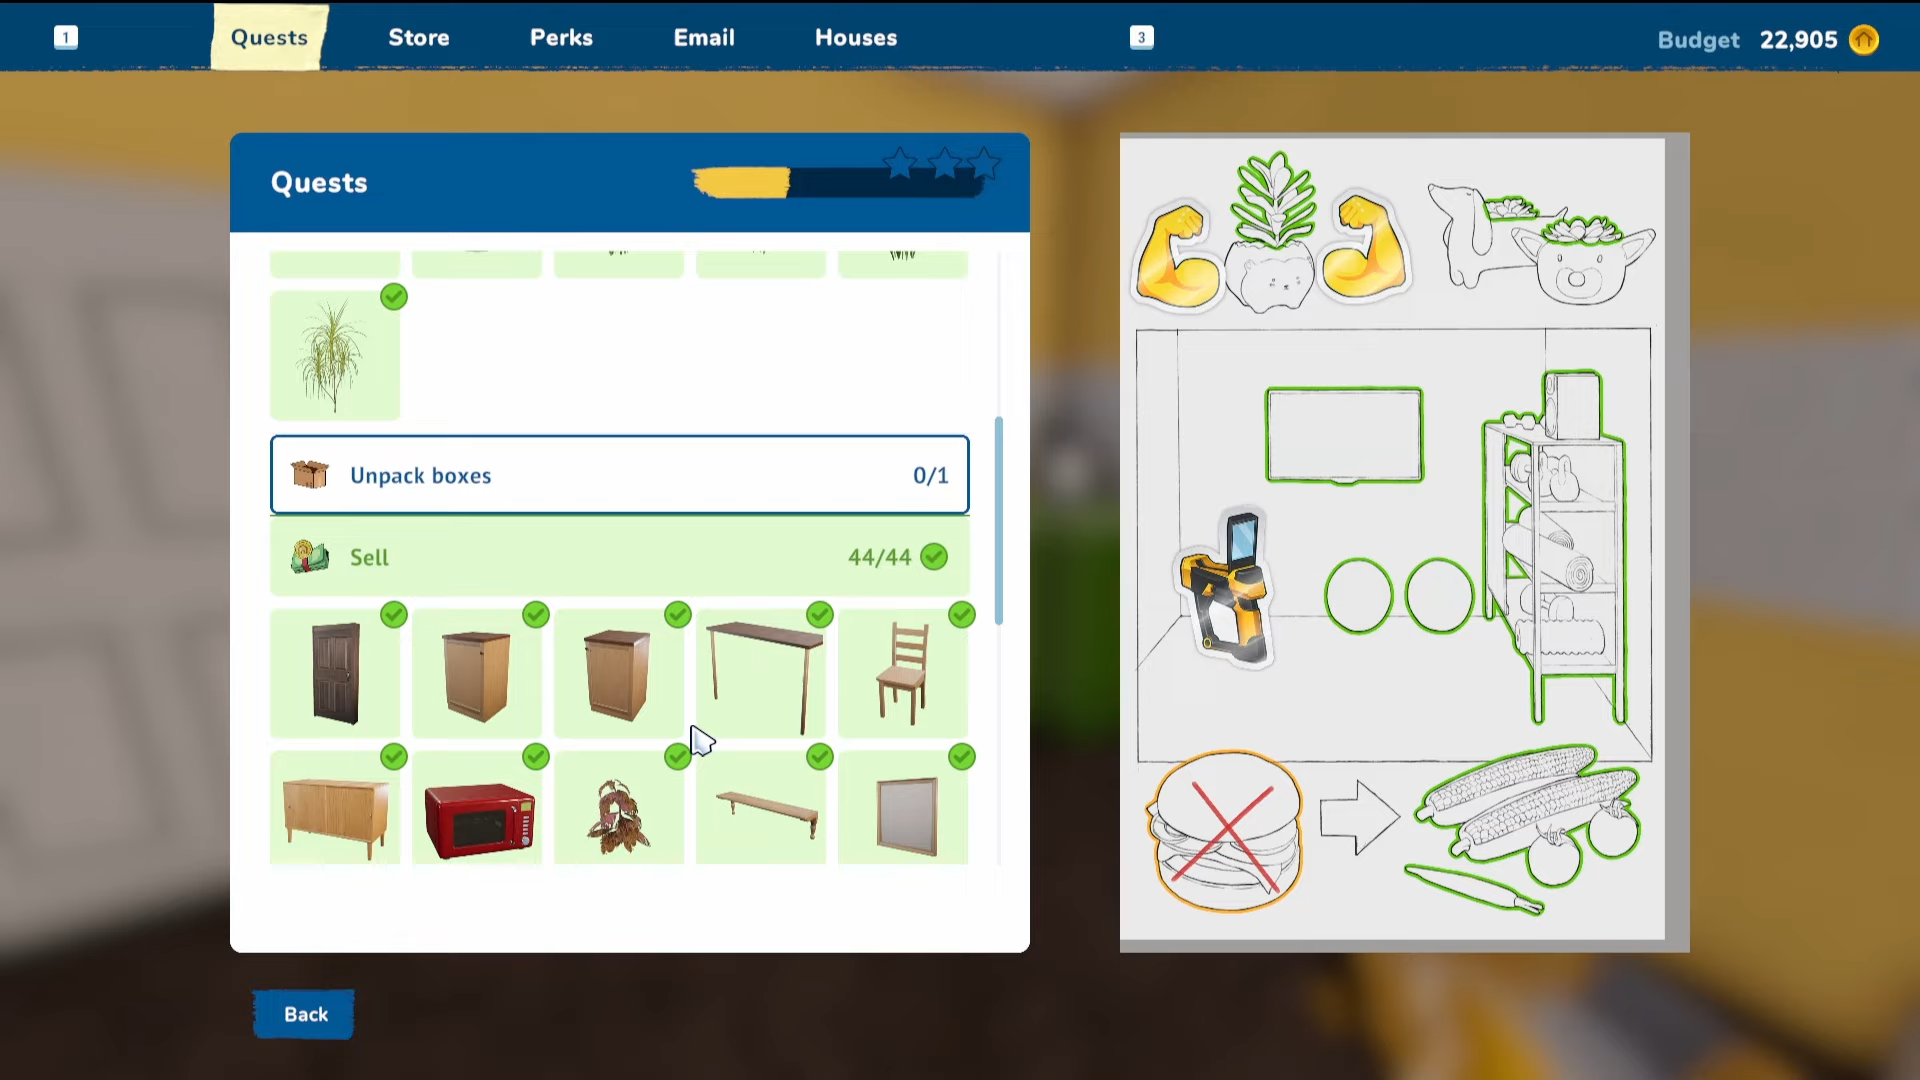 1
Quests
Store
Perks
Email
Houses
3
Budget 22,905
Quests
Unpack boxes 0/1
Sell 44/44
Back